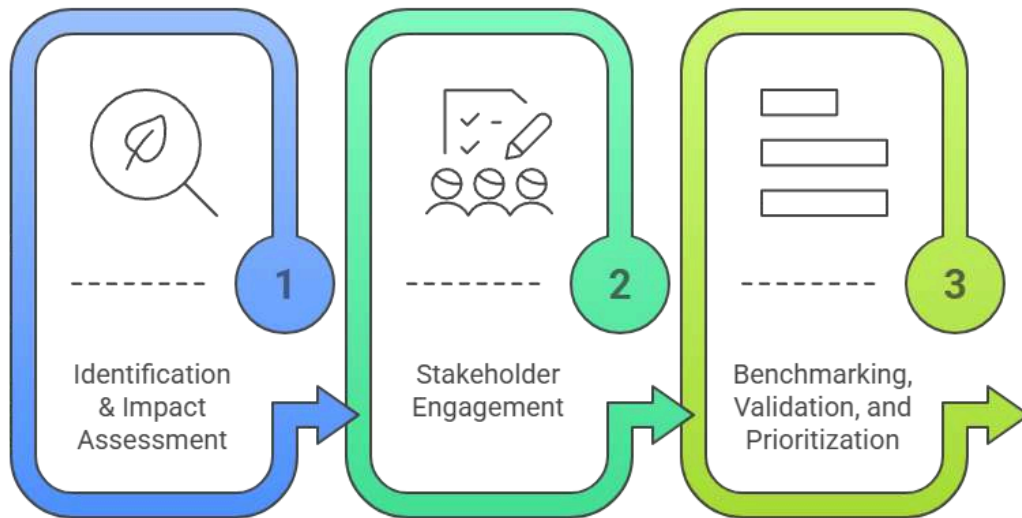 1
Identification
& Impact
Assessment
2
Stakeholder
Engagement
3
Benchmarking,
Validation, and
Prioritization